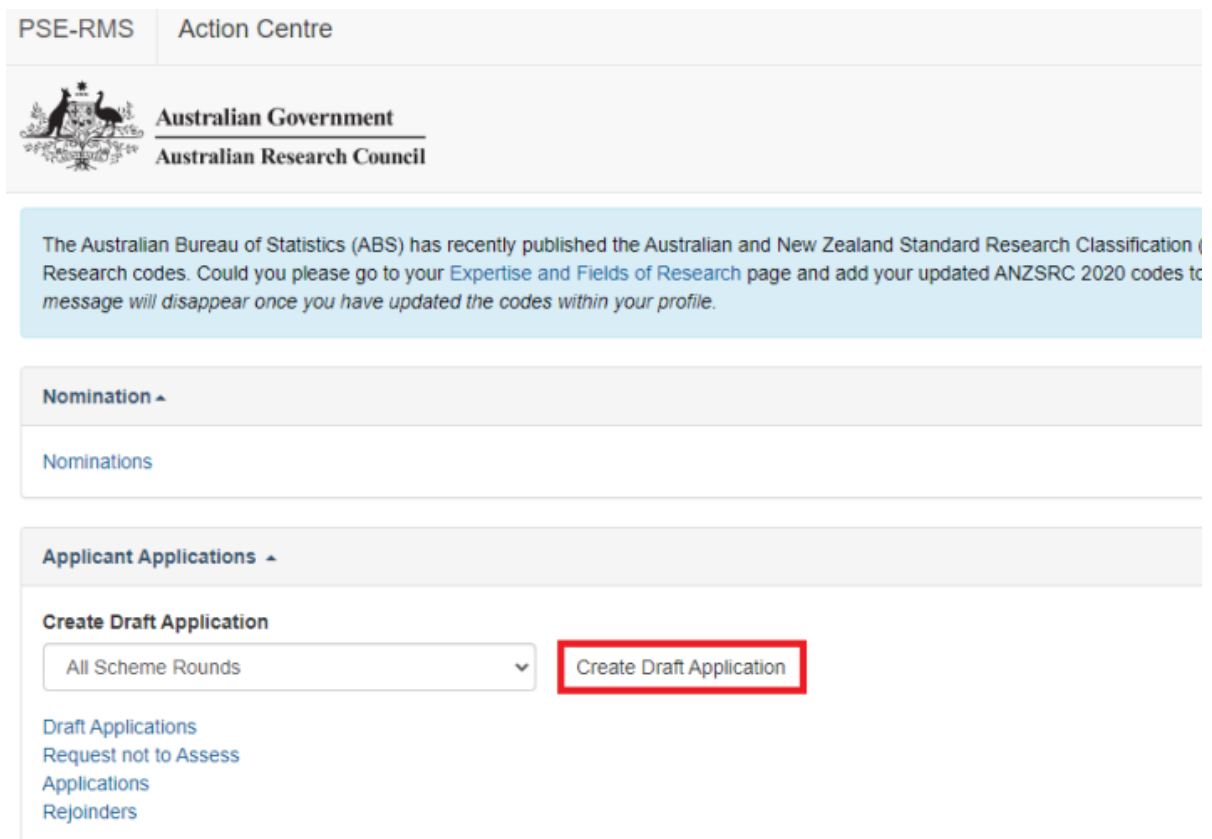 PSE-RMS Action Centre
Australian Government
Australian Research Council
The Australian Bureau of Statistics (ABS) has recently published the Australian and New Zealand Standard Research Classification (
Research codes. Could you please go to your Expertise and Fields of Research page and add your updated ANZSRC 2020 codes to
message will disappear once you have updated the codes within your profile.
Nomination
Nominations
Applicant Applications
Create Draft Application
All Scheme Rounds Create Draft Application
Draft Applications
Request not to Assess
Applications
Rejoinders